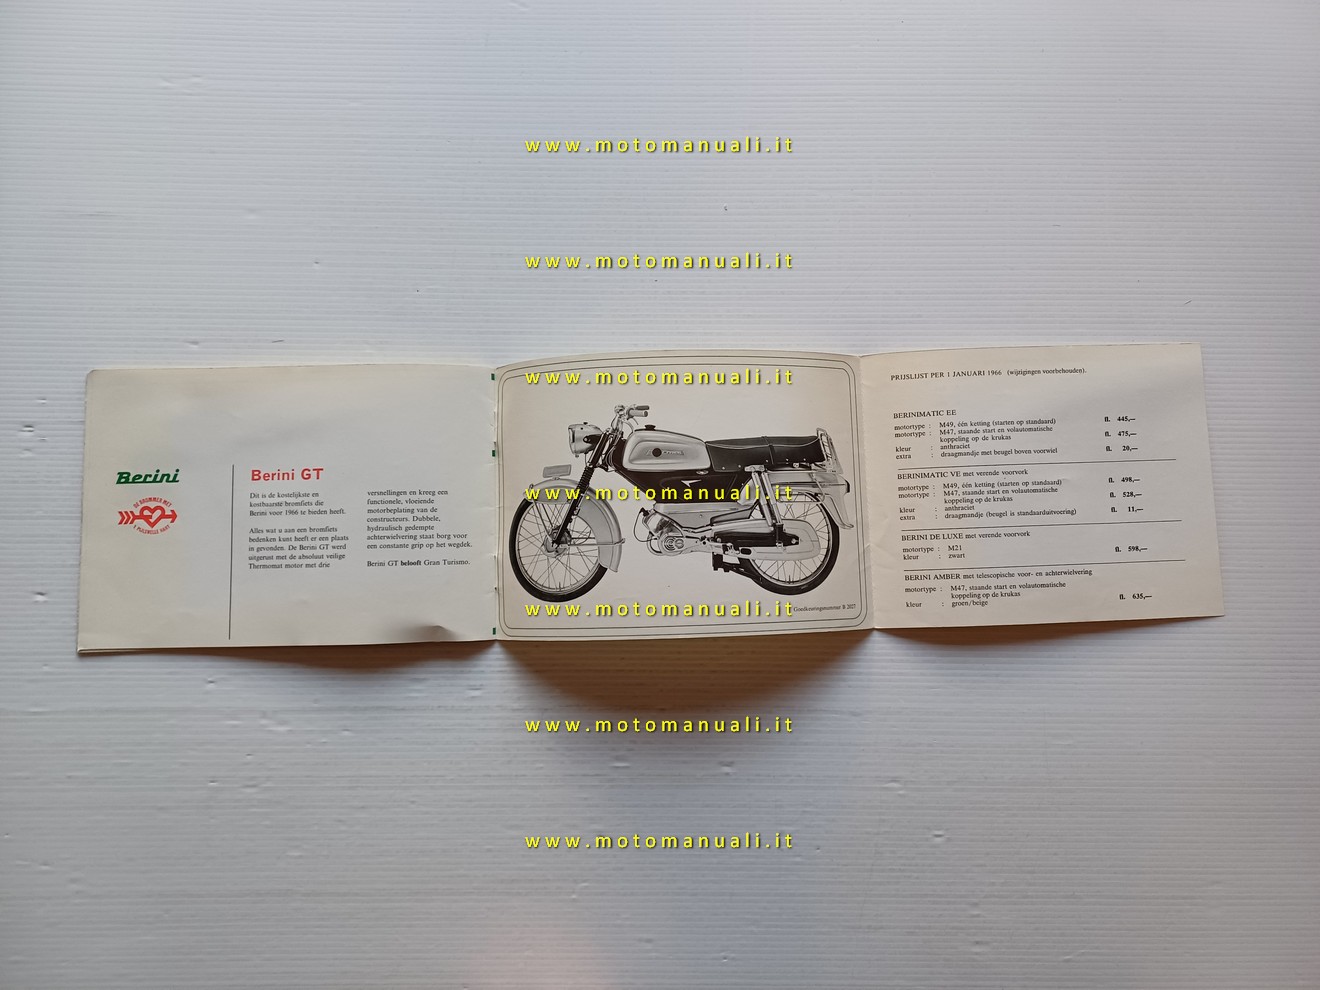 www.motomanuali.it
www.motomanuali.it
Berini
DE BROMMER MET
'T FLUWELLE HART
Berini GT
Dit is de kostelijkste en
kostbaarste bromfiets die
Berini voor 1966 te bieden heeft.
Alles wat u aan een bromfiets
bedenken kunt heeft er een plaats
in gevonden. De Berini GT werd
uitgerust met de absoluut veilige
Thermomat motor met drie
versnellingen en kreeg een
functionele, vloeiende
motorbeplating van de
constructeurs. Dubbele,
hydraulisch gedempte
achterwielvering staat borg voor
een constante grip op het wegdek.
Berini GT belooft Gran Turismo.
www.motomanuali.it
www.motomanuali.it
www.motomanuali.it
Goedkeuringsnummer B 2027
PRIJSLIJST PER 1 JANUARI 1966 (wijzigingen voorbehouden).
BERINIMATIC EE
motortype : M49, één ketting (starten op standaard) fl. 445,—
motortype : M47, staande start en volautomatische
koppeling op de krukas fl. 475,—
kleur : anthraciet
extra : draagmandje met beugel boven voorwiel fl. 20,—
BERINIMATIC VE met verende voorvork
motortype : M49, één ketting (starten op standaard) fl. 498,—
motortype : M47, staande start en volautomatische
koppeling op de krukas fl. 528,—
kleur : anthraciet
extra : draagmandje (beugel is standaarduitvoering) fl. 11,—
BERINI DE LUXE met verende voorvork
motortype : M21 fl. 598,—
kleur : zwart
BERINI AMBER met telescopische voor- en achterwielvering
motortype : M47, staande start en volautomatische
koppeling op de krukas fl. 635,—
kleur : groen/beige
www.motomanuali.it
www.motomanuali.it